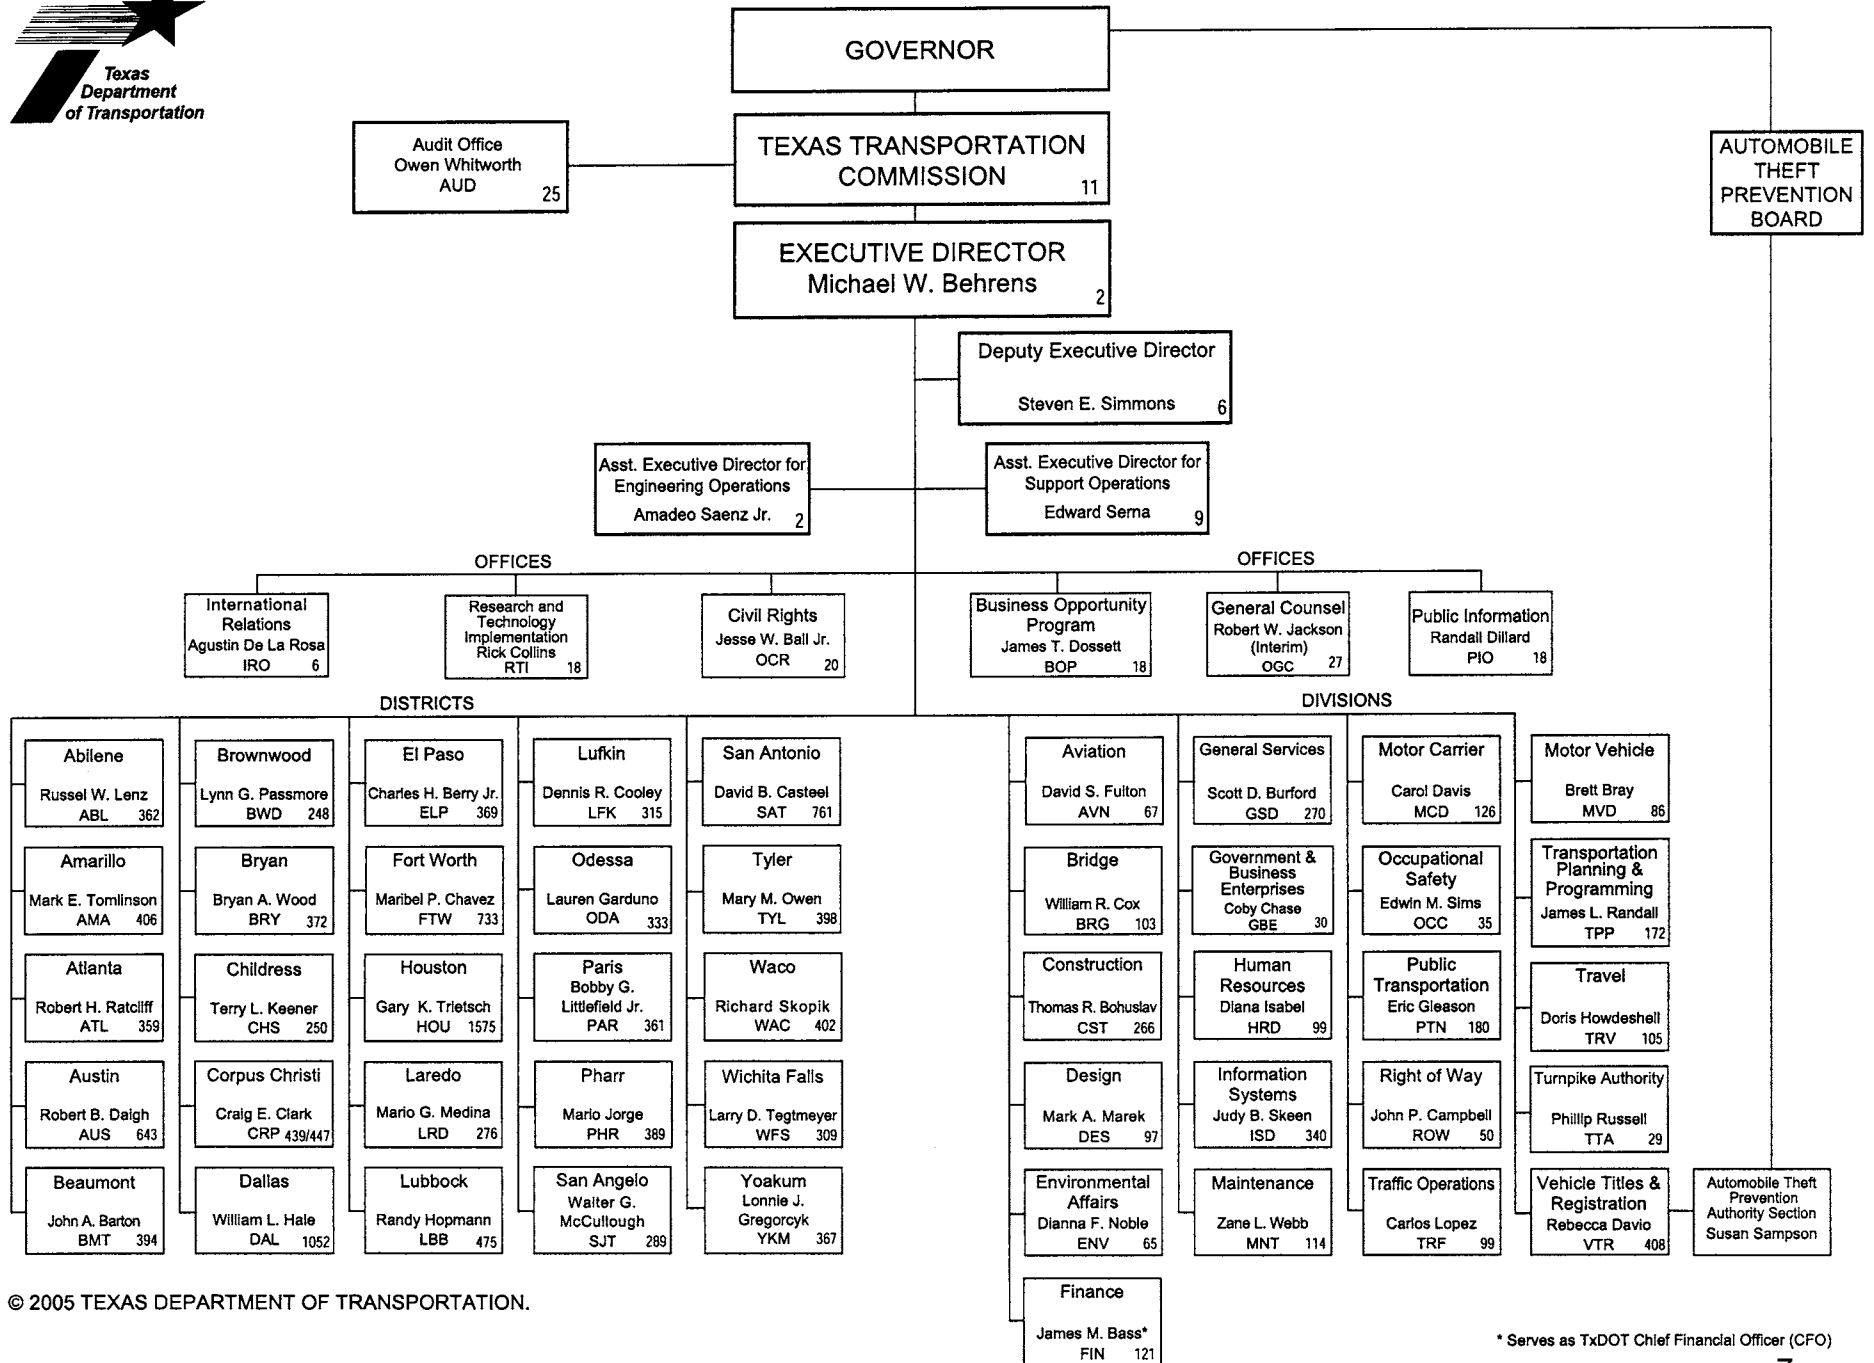 Texas
Department
of Transportation
GOVERNOR
TEXAS TRANSPORTATION
COMMISSION
11
Audit Office
Owen Whitworth
AUD
25
AUTOMOBILE
THEFT
PREVENTION
BOARD
EXECUTIVE DIRECTOR
Michael W. Behrens
2
Deputy Executive Director
Steven E. Simmons 6
Asst. Executive Director for
Engineering Operations
Amadeo Saenz Jr. 2
Asst. Executive Director for
Support Operations
Edward Serna 9
OFFICES
International
Relations
Agustin De La Rosa
IRO 6
Research and
Technology
Implementation
Rick Collins
RTI 18
Civil Rights
Jesse W. Ball Jr.
OCR 20
OFFICES
Business Opportunity
Program
James T. Dossett
BOP 18
General Counsel
Robert W. Jackson
(Interim)
OGC 27
Public Information
Randall Dillard
PIO 18
DISTRICTS
Abilene
Russel W. Lenz
ABL 362
Amarillo
Mark E. Tomlinson
AMA 406
Atlanta
Robert H. Ratcliff
ATL 359
Austin
Robert B. Daigh
AUS 643
Beaumont
John A. Barton
BMT 394
Brownwood
Lynn G. Passmore
BWD 248
Bryan
Bryan A. Wood
BRY 372
Childress
Terry L. Keener
CHS 250
Corpus Christi
Craig E. Clark
CRP 439/447
Dallas
William L. Hale
DAL 1052
El Paso
Charles H. Berry Jr.
ELP 369
Fort Worth
Maribel P. Chavez
FTW 733
Houston
Gary K. Trietsch
HOU 1575
Laredo
Mario G. Medina
LRD 276
Lubbock
Randy Hopmann
LBB 475
Lufkin
Dennis R. Cooley
LFK 315
Odessa
Lauren Garduno
ODA 333
Paris
Bobby G.
Littlefield Jr.
PAR 361
Pharr
Mario Jorge
PHR 389
San Angelo
Walter G.
McCullough
SJT 289
San Antonio
David B. Casteel
SAT 761
Tyler
Mary M. Owen
TYL 398
Waco
Richard Skopik
WAC 402
Wichita Falls
Larry D. Tegtmeyer
WFS 309
Yoakum
Lonnie J.
Gregorcyk
YKM 367
DIVISIONS
Aviation
David S. Fulton
AVN 67
Bridge
William R. Cox
BRG 103
Construction
Thomas R. Bohuslav
CST 266
Design
Mark A. Marek
DES 97
Environmental
Affairs
Dianna F. Noble
ENV 65
Finance
James M. Bass*
FIN 121
General Services
Scott D. Burford
GSD 270
Government &
Business
Enterprises
Coby Chase
GBE 30
Human
Resources
Diana Isabel
HRD 99
Information
Systems
Judy B. Skeen
ISD 340
Maintenance
Zane L. Webb
MNT 114
Motor Carrier
Carol Davis
MCD 126
Occupational
Safety
Edwin M. Sims
OCC 35
Public
Transportation
Eric Gleason
PTN 180
Right of Way
John P. Campbell
ROW 50
Traffic Operations
Carlos Lopez
TRF 99
Motor Vehicle
Brett Bray
MVD 86
Transportation
Planning &
Programming
James L. Randall
TPP 172
Travel
Doris Howdeshell
TRV 105
Turnpike Authority
Phillip Russell
TTA 29
Vehicle Titles &
Registration
Rebecca Davio
VTR 408
Automobile Theft
Prevention
Authority Section
Susan Sampson
© 2005 TEXAS DEPARTMENT OF TRANSPORTATION.
* Serves as TxDOT Chief Financial Officer (CFO)